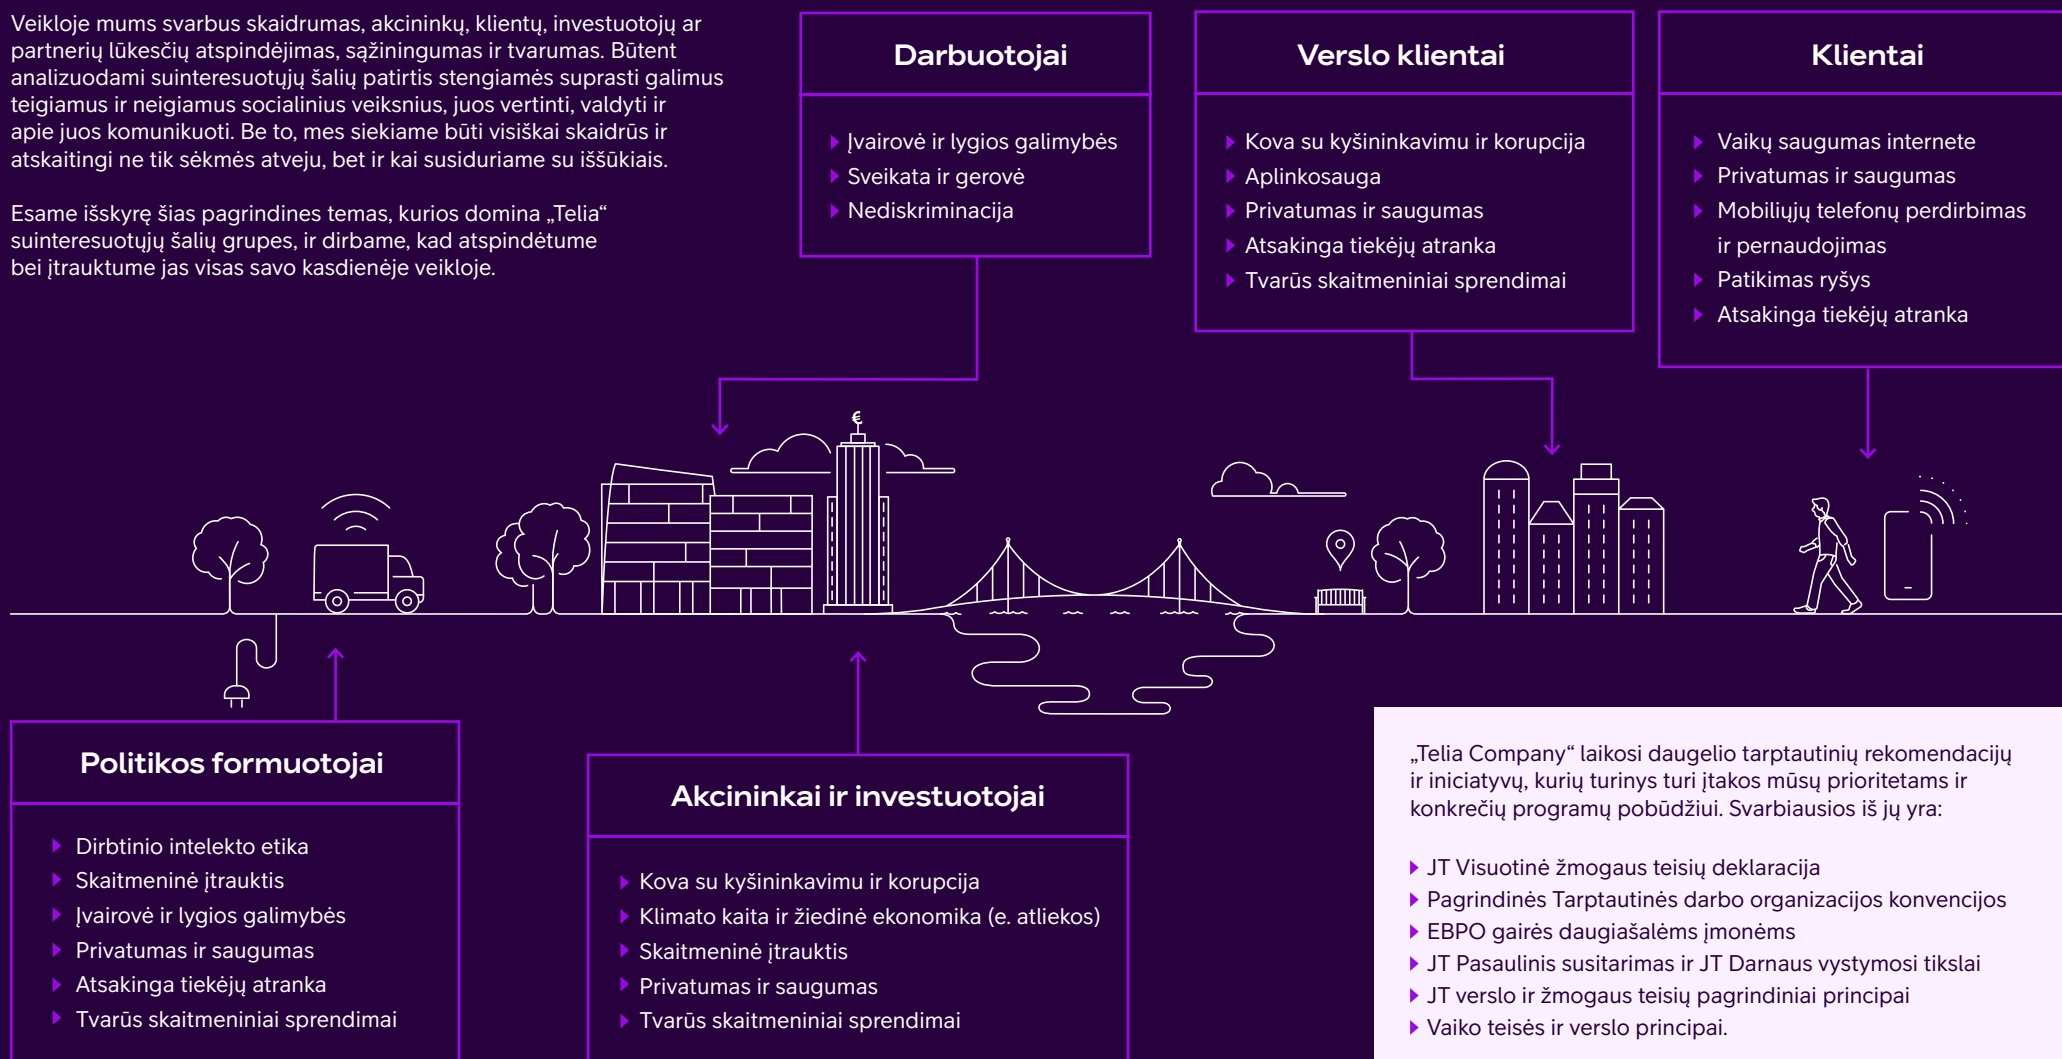 Veikloje mums svarbus skaidrumas, akcininkų, klientų, investuotojų ar
partnerių lūkesčių atspindėjimas, sąžiningumas ir tvarumas. Būtent
analizuodami suinteresuotųjų šalių patirtis stengiamės suprasti galimus
teigiamus ir neigiamus socialinius veiksnius, juos vertinti, valdyti ir
apie juos komunikuoti. Be to, mes siekiame būti visiškai skaidrūs ir
atskaitingi ne tik sėkmės atveju, bet ir kai susiduriame su iššūkiais.
Esame išskyrę šias pagrindines temas, kurios domina „Telia“
suinteresuotųjų šalių grupes, ir dirbame, kad atspindėtume
bei įtrauktume jas visas savo kasdienėje veikloje.
Darbuotojai
Įvairovė ir lygios galimybės
Sveikata ir gerovė
Nediskriminacija
Verslo klientai
Kova su kyšininkavimu ir korupcija
Aplinkosauga
Privatumas ir saugumas
Atsakinga tiekėjų atranka
Tvarūs skaitmeniniai sprendimai
Klientai
Vaikų saugumas internete
Privatumas ir saugumas
Mobiliųjų telefonų perdirbimas
ir pernaudojimas
Patikimas ryšys
Atsakinga tiekėjų atranka
€
Politikos formuotojai
Dirbtinio intelekto etika
Skaitmeninė įtrauktis
Įvairovė ir lygios galimybės
Privatumas ir saugumas
Atsakinga tiekėjų atranka
Tvarūs skaitmeniniai sprendimai
Akcininkai ir investuotojai
Kova su kyšininkavimu ir korupcija
Klimato kaita ir žiedinė ekonomika (e. atliekos)
Skaitmeninė įtrauktis
Privatumas ir saugumas
Tvarūs skaitmeniniai sprendimai
„Telia Company“ laikosi daugelio tarptautinių rekomendacijų
ir iniciatyvų, kurių turinys turi įtakos mūsų prioritetams ir
konkrečių programų pobūdžiui. Svarbiausios iš jų yra:
JT Visuotinė žmogaus teisių deklaracija
Pagrindinės Tarptautinės darbo organizacijos konvencijos
EBPO gairės daugiašalėms įmonėms
JT Pasaulinis susitarimas ir JT Darnaus vystymosi tikslai
JT verslo ir žmogaus teisių pagrindiniai principai
Vaiko teisės ir verslo principai.